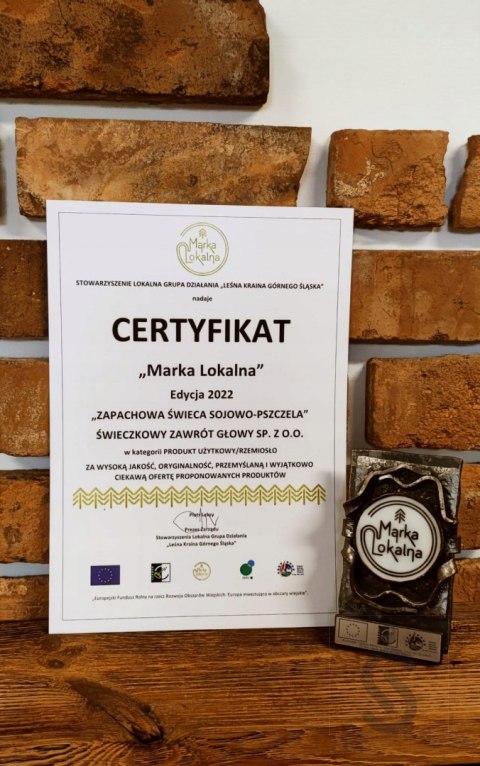 Marka
Lokalna
STOWARZYSZENIE LOKALNA GRUPA DZIAŁANIA „LEŚNA KRAINA GÓRNEGO ŚLĄSKA"
nadaje
CERTYFIKAT
„Marka Lokalna”
Edycja 2022
„ZAPACHOWA ŚWIECA SOJOWO-PSZCZELA”
ŚWIECZKOWY ZAWRÓT GŁOWY SP. Z O.O.
w kategorii PRODUKT UŻYTKOWY/RZEMIOSŁO
ZA WYSOKĄ JAKOŚĆ, ORYGINALNOŚĆ, PRZEMYŚLANĄ I WYJĄTKOWO
CIEKAWĄ OFERTĘ PROPONOWANYCH PRODUKTÓW
Prezes Zarządu
Stowarzyszenia Lokalna Grupa Działania
„Leśna Kraina Górnego Śląska"
„Europejski Fundusz Rolny na rzecz Rozwoju Obszarów Wiejskich. Europa inwestująca w obszary wiejskie”.
Marka
Lokalna
S